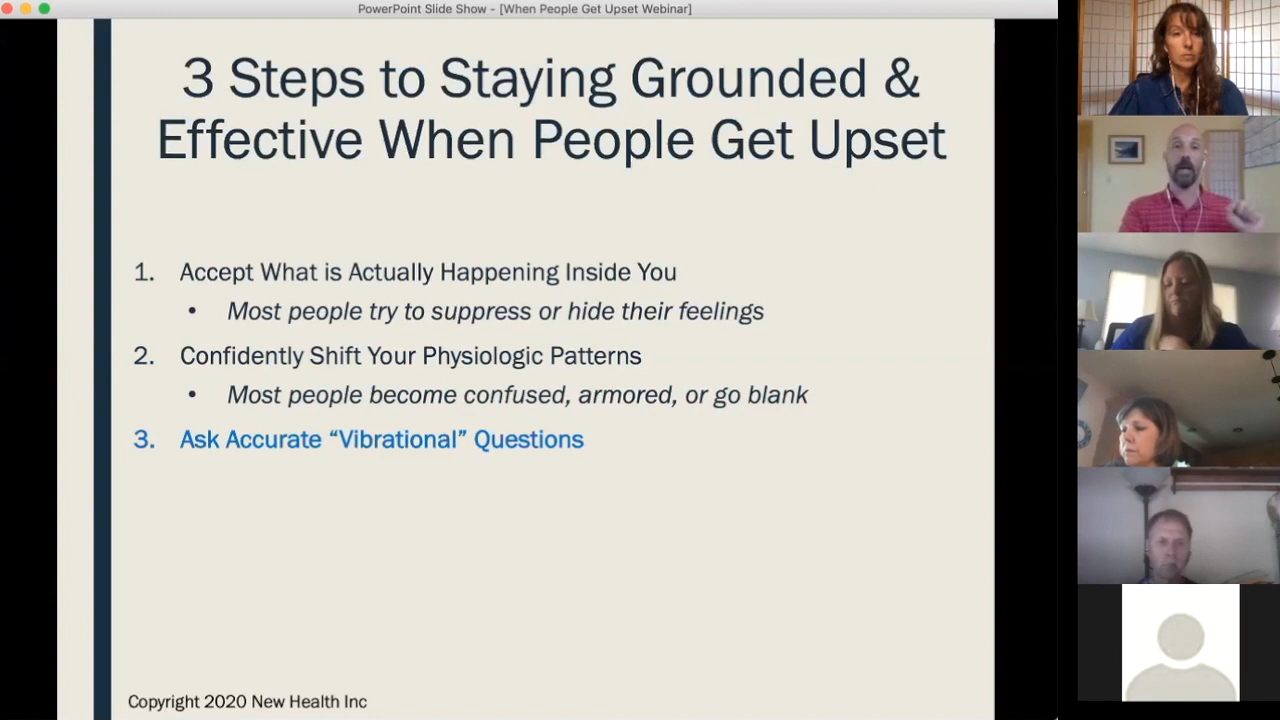 PowerPoint Slide Show - [When People Get Upset Webinar]
3 Steps to Staying Grounded &
Effective When People Get Upset
1. Accept What is Actually Happening Inside You
• Most people try to suppress or hide their feelings
2. Confidently Shift Your Physiologic Patterns
• Most people become confused, armored, or go blank
3. Ask Accurate “Vibrational” Questions
Copyright 2020 New Health Inc